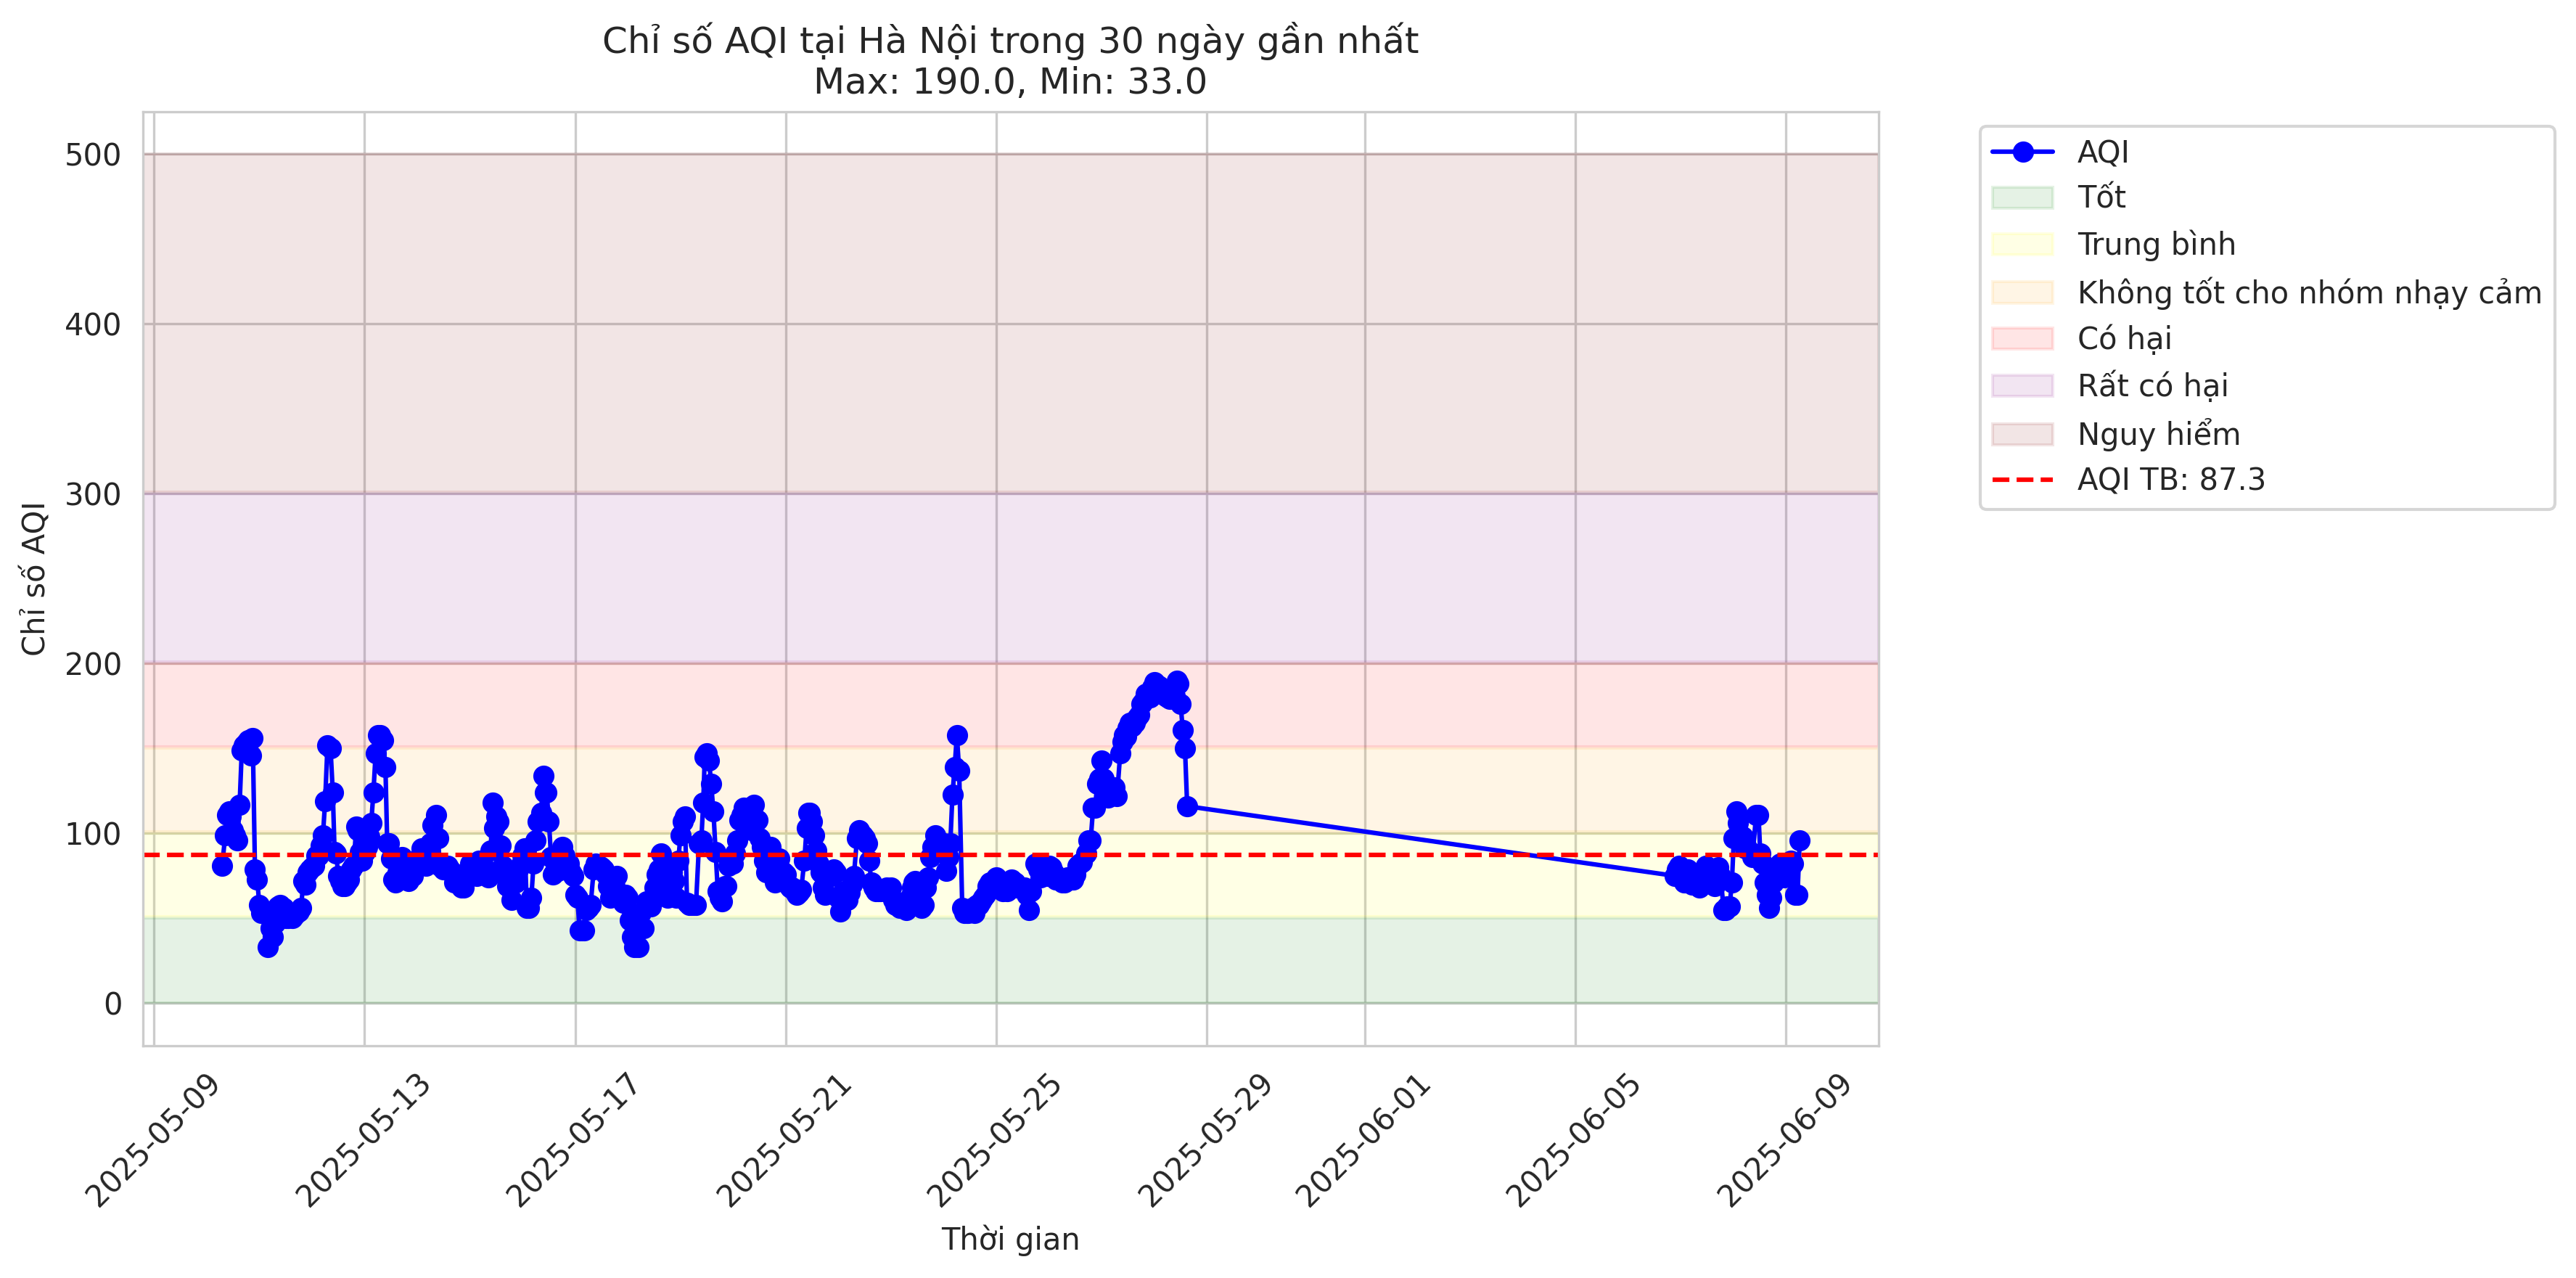 Chỉ số AQI tại Hà Nội trong 30 ngày gần nhất
Max: 190.0, Min: 33.0
Chỉ số AQI
500
400
300
200
100
0
2025-05-09
2025-05-13
2025-05-17
2025-05-21
2025-05-25
2025-05-29
2025-06-01
2025-06-05
2025-06-09
Thời gian
AQI
Tốt
Trung bình
Không tốt cho nhóm nhạy cảm
Có hại
Rất có hại
Nguy hiểm
AQI TB: 87.3